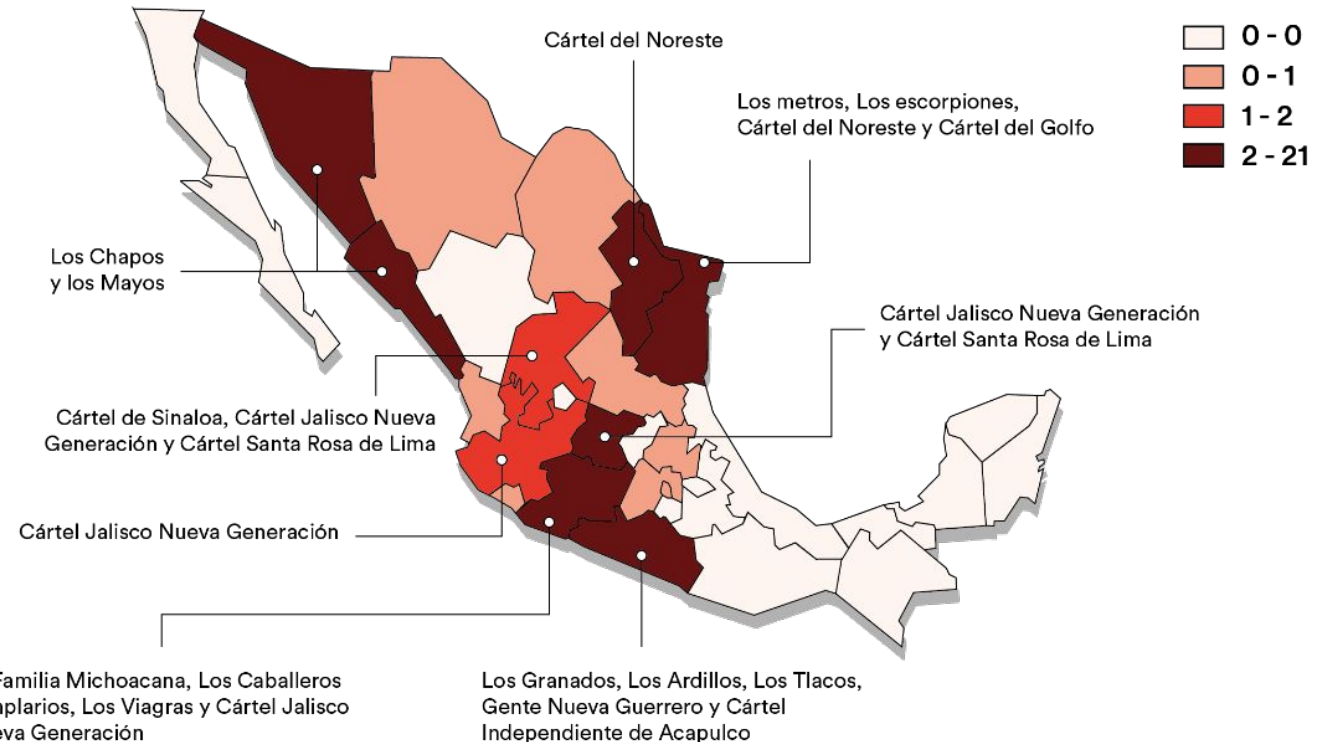 Cártel del Noreste
0 - 0
0 - 1
1 - 2
2 - 21
Los metros, Los escorpiones,
Cártel del Noreste y Cártel del Golfo
Los Chapos
y los Mayos
Cártel Jalisco Nueva Generación
y Cártel Santa Rosa de Lima
Cártel de Sinaloa, Cártel Jalisco Nueva
Generación y Cártel Santa Rosa de Lima
Cártel Jalisco Nueva Generación
Familia Michoacana, Los Caballeros
aplarios, Los Viagras y Cártel Jalisco
eva Generación
Los Granados, Los Ardillos, Los Tlacos,
Gente Nueva Guerrero y Cártel
Independiente de Acapulco